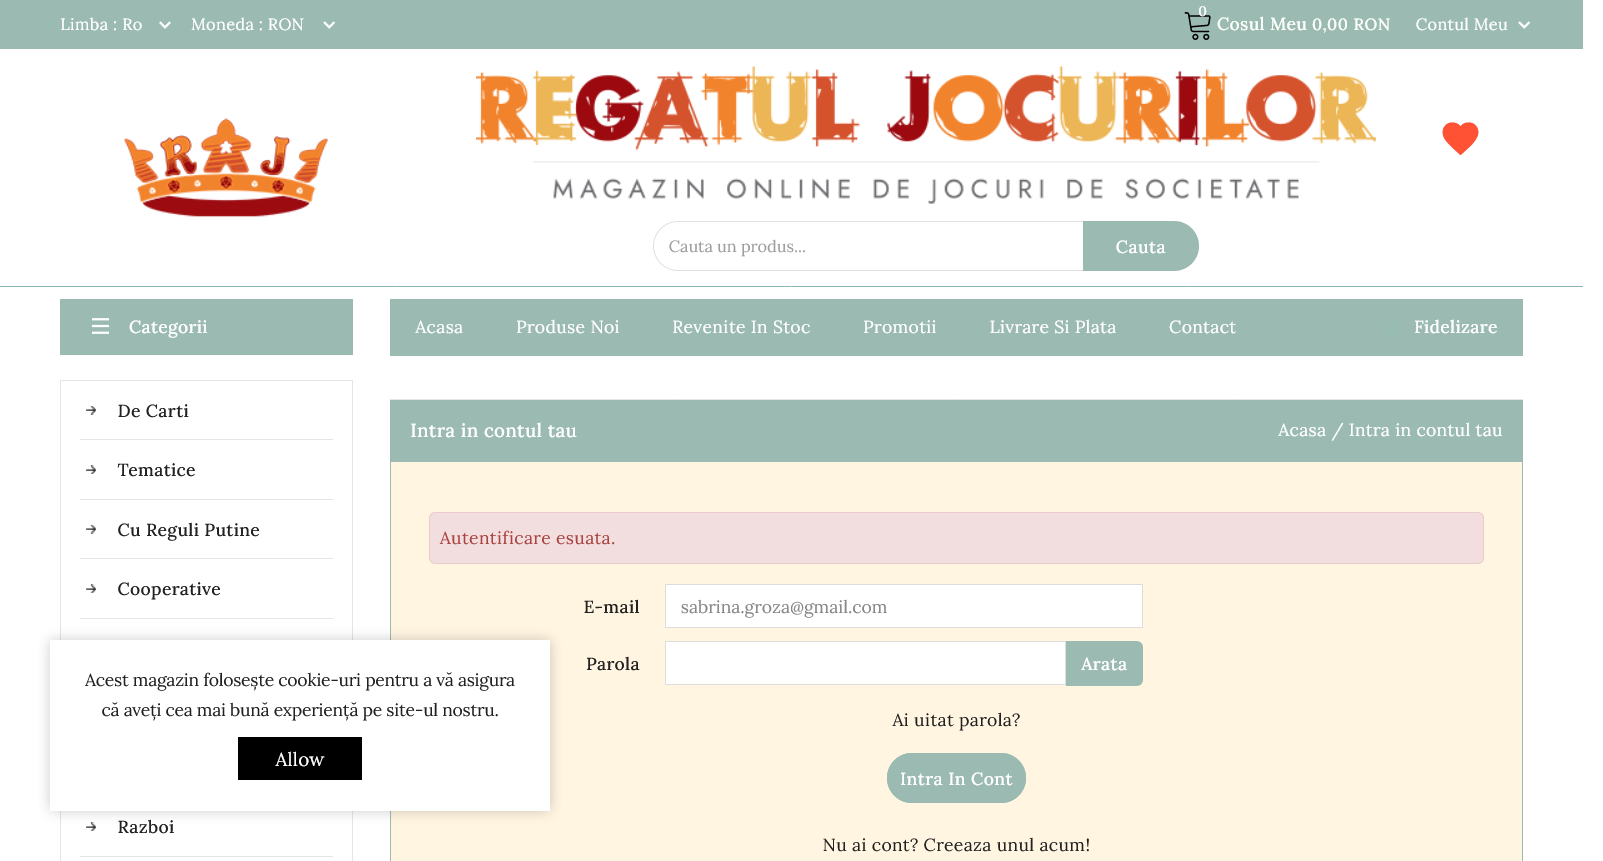 Limba : Ro
Moneda : RON
0
Cosul Meu 0,00 RON
Contul Meu
RAJ
REGATUL JOCURILOR
MAGAZIN ONLINE DE JOCURI DE SOCIETATE
Cauta un produs...
Cauta
Categorii
Acasa
Produse Noi
Revenite In Stoc
Promotii
Livrare Si Plata
Contact
Fidelizare
De Carti
Tematice
Cu Reguli Putine
Cooperative
Razboi
Intra in contul tau
Acasa / Intra in contul tau
Autentificare esuata.
E-mail
sabrina.groza@gmail.com
Parola
Arata
Ai uitat parola?
Intra In Cont
Nu ai cont? Creeaza unul acum!
Acest magazin folosește cookie-uri pentru a vă asigura
că aveți cea mai bună experiență pe site-ul nostru.
Allow